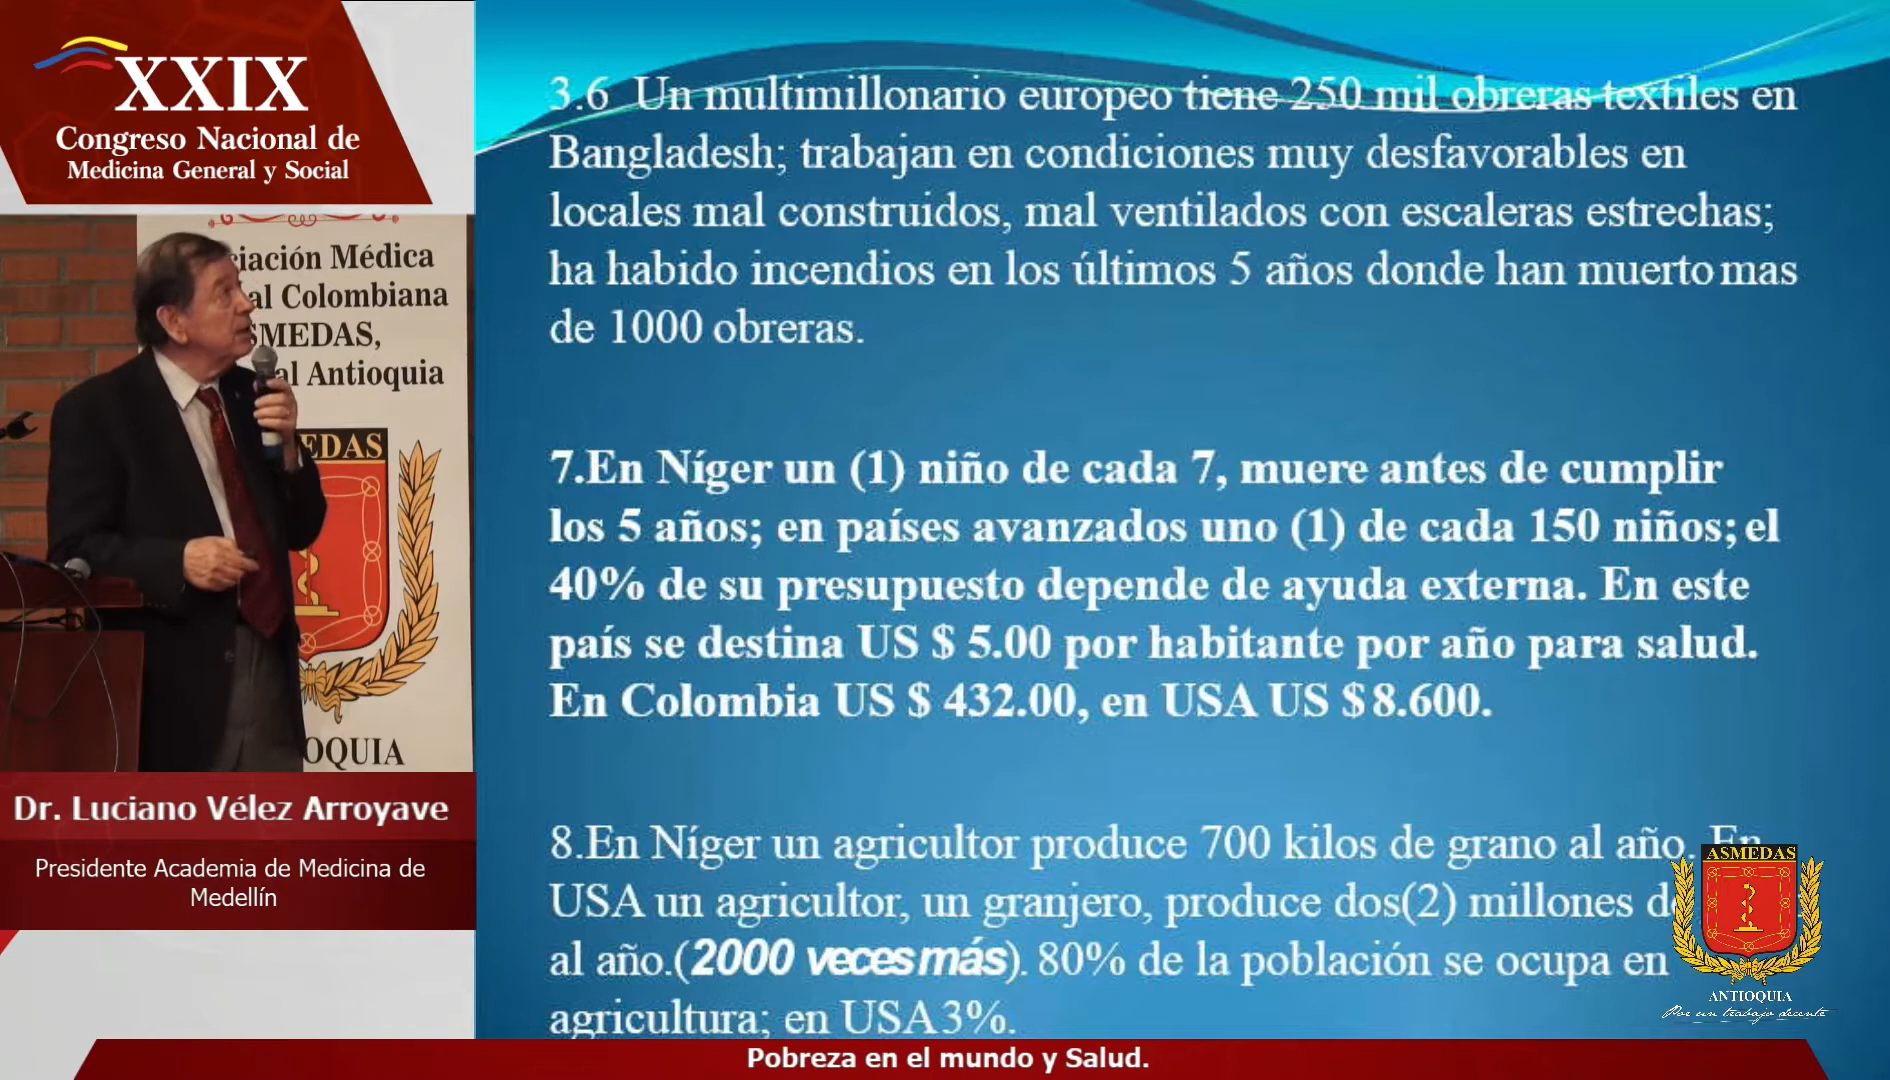 XXIX
Congreso Nacional de
Medicina General y Social
ciación Médica
al Colombiana
SMEDAS,
al Antioquia
EDAS
OQUIA
Dr. Luciano Vélez Arroyave
Presidente Academia de Medicina de
Medellín
3.6 Un multimillonario europeo tiene 250 mil obreras textiles en
Bangladesh; trabajan en condiciones muy desfavorables en
locales mal construidos, mal ventilados con escaleras estrechas;
ha habido incendios en los últimos 5 años donde han muerto mas
de 1000 obreras.
7.En Níger un (1) niño de cada 7, muere antes de cumplir
los 5 años; en países avanzados uno (1) de cada 150 niños; el
40% de su presupuesto depende de ayuda externa. En este
país se destina US $ 5.00 por habitante por año para salud.
En Colombia US $ 432.00, en USA US $ 8.600.
8.En Níger un agricultor produce 700 kilos de grano al año. En
USA un agricultor, un granjero, produce dos(2) millones d
al año.(2000 veces más). 80% de la población se ocupa en
agricultura; en USA 3%.
ASMEDAS
ANTIOQUIA
Por un trabajo decente
Pobreza en el mundo y Salud.